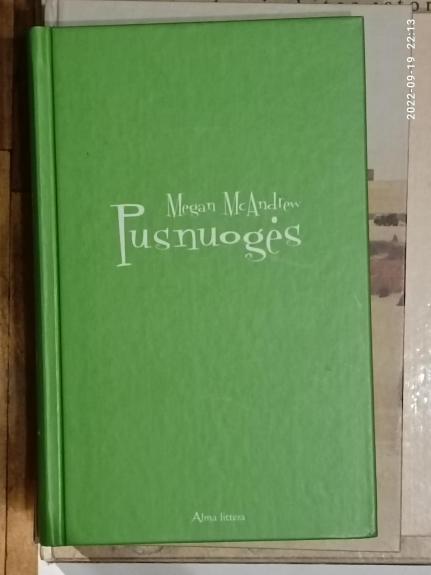 Megan McAndrew
Pusnuogės
Alma littera
2022-09-19 22:13